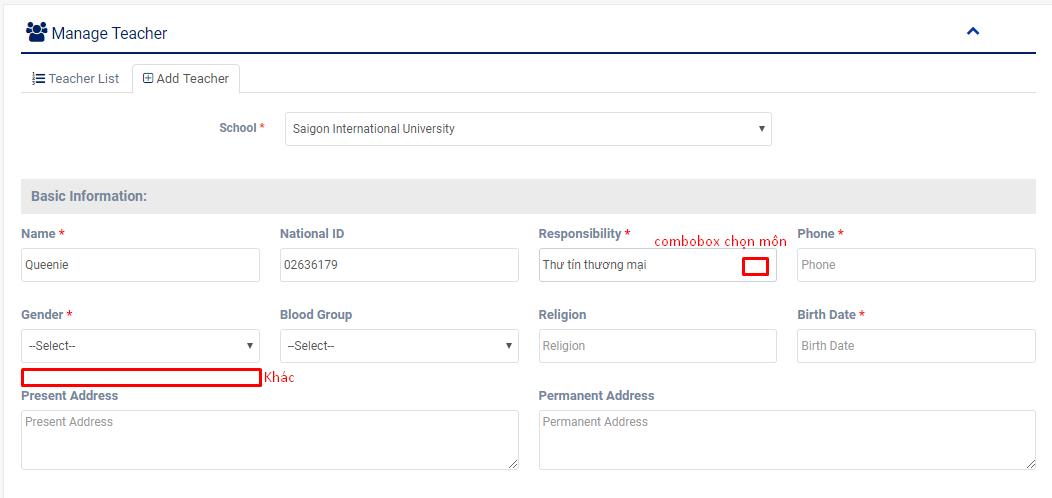 Manage Teacher
Teacher List
Add Teacher
School *
Saigon International University
Basic Information:
Name * National ID Responsibility * combobox chọn môn Phone *
Queenie 02636179 Thư tín thương mại Phone
Gender * Blood Group Religion Birth Date *
--Select-- --Select-- Religion Birth Date
Khác
Present Address Permanent Address
Present Address Permanent Address